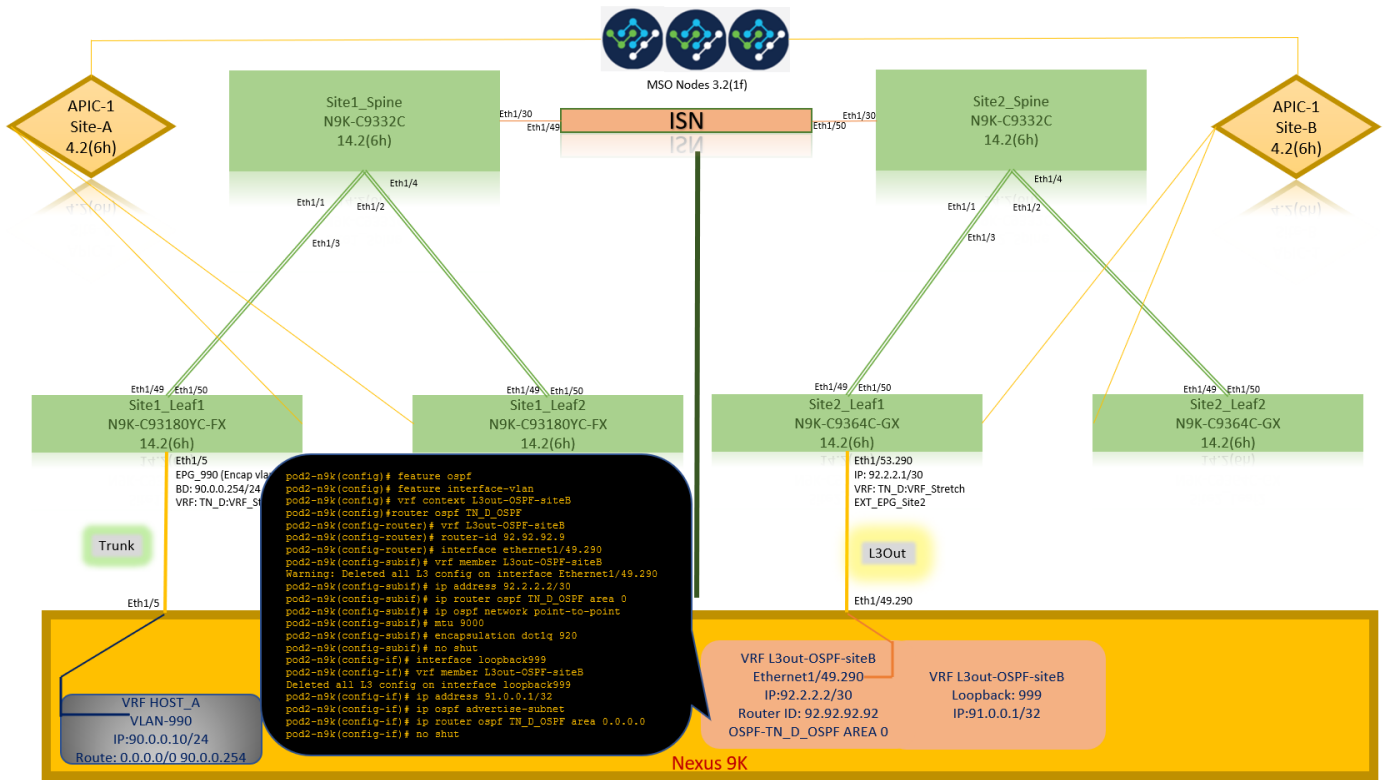 MSO Nodes 3.2(1f)
APIC-1
Site-A
4.2(6h)
Site1_Spine
N9K-C9332C
14.2(6h)
Eth1/30
Eth1/49
ISN
Eth1/30
Eth1/50
Site2_Spine
N9K-C9332C
14.2(6h)
APIC-1
Site-B
4.2(6h)
Eth1/4
Eth1/1
Eth1/2
Eth1/3
Eth1/4
Eth1/1
Eth1/2
Eth1/3
Eth1/49
Eth1/50
Site1_Leaf1
N9K-C93180YC-FX
14.2(6h)
Eth1/49
Eth1/50
Site1_Leaf2
N9K-C93180YC-FX
14.2(6h)
Eth1/49
Eth1/50
Site2_Leaf1
N9K-C9364C-GX
14.2(6h)
Eth1/49
Eth1/50
Site2_Leaf2
N9K-C9364C-GX
14.2(6h)
Eth1/5
EPG_990 (Encap vla
BD: 90.0.0.254/24
VRF: TN_D:VRF_St
Trunk
Eth1/5
pod2-n9k(config)# feature ospf
pod2-n9k(config)# feature interface-vlan
pod2-n9k(config)# vrf context L3out-OSPF-siteB
pod2-n9k(config)#router ospf TN_D_OSPF
pod2-n9k(config-router)# vrf L3out-OSPF-siteB
pod2-n9k(config-router)# router-id 92.92.92.9
pod2-n9k(config-router)# interface ethernet1/49.290
pod2-n9k(config-subif)# vrf member L3out-OSPF-siteB
Warning: Deleted all L3 config on interface Ethernet1/49.290
pod2-n9k(config-subif)# ip address 92.2.2.2/30
pod2-n9k(config-subif)# ip router ospf TN_D_OSPF area 0
pod2-n9k(config-subif)# ip ospf network point-to-point
pod2-n9k(config-subif)# mtu 9000
pod2-n9k(config-subif)# encapsulation dot1q 920
pod2-n9k(config-subif)# no shut
pod2-n9k(config-if)# interface loopback999
pod2-n9k(config-if)# vrf member L3out-OSPF-siteB
Deleted all L3 config on interface loopback999
pod2-n9k(config-if)# ip address 91.0.0.1/32
pod2-n9k(config-if)# ip ospf advertise-subnet
pod2-n9k(config-if)# ip router ospf TN_D_OSPF area 0.0.0.0
pod2-n9k(config-if)# no shut
Eth1/53.290
IP: 92.2.2.1/30
VRF: TN_D:VRF_Stretch
EXT_EPG_Site2
L3Out
Eth1/49.290
VRF HOST_A
VLAN-990
IP:90.0.0.10/24
Route: 0.0.0.0/0 90.0.0.254
VRF L3out-OSPF-siteB
Ethernet1/49.290
IP:92.2.2.2/30
Router ID: 92.92.92.92
OSPF-TN_D_OSPF AREA 0
VRF L3out-OSPF-siteB
Loopback: 999
IP:91.0.0.1/32
Nexus 9K